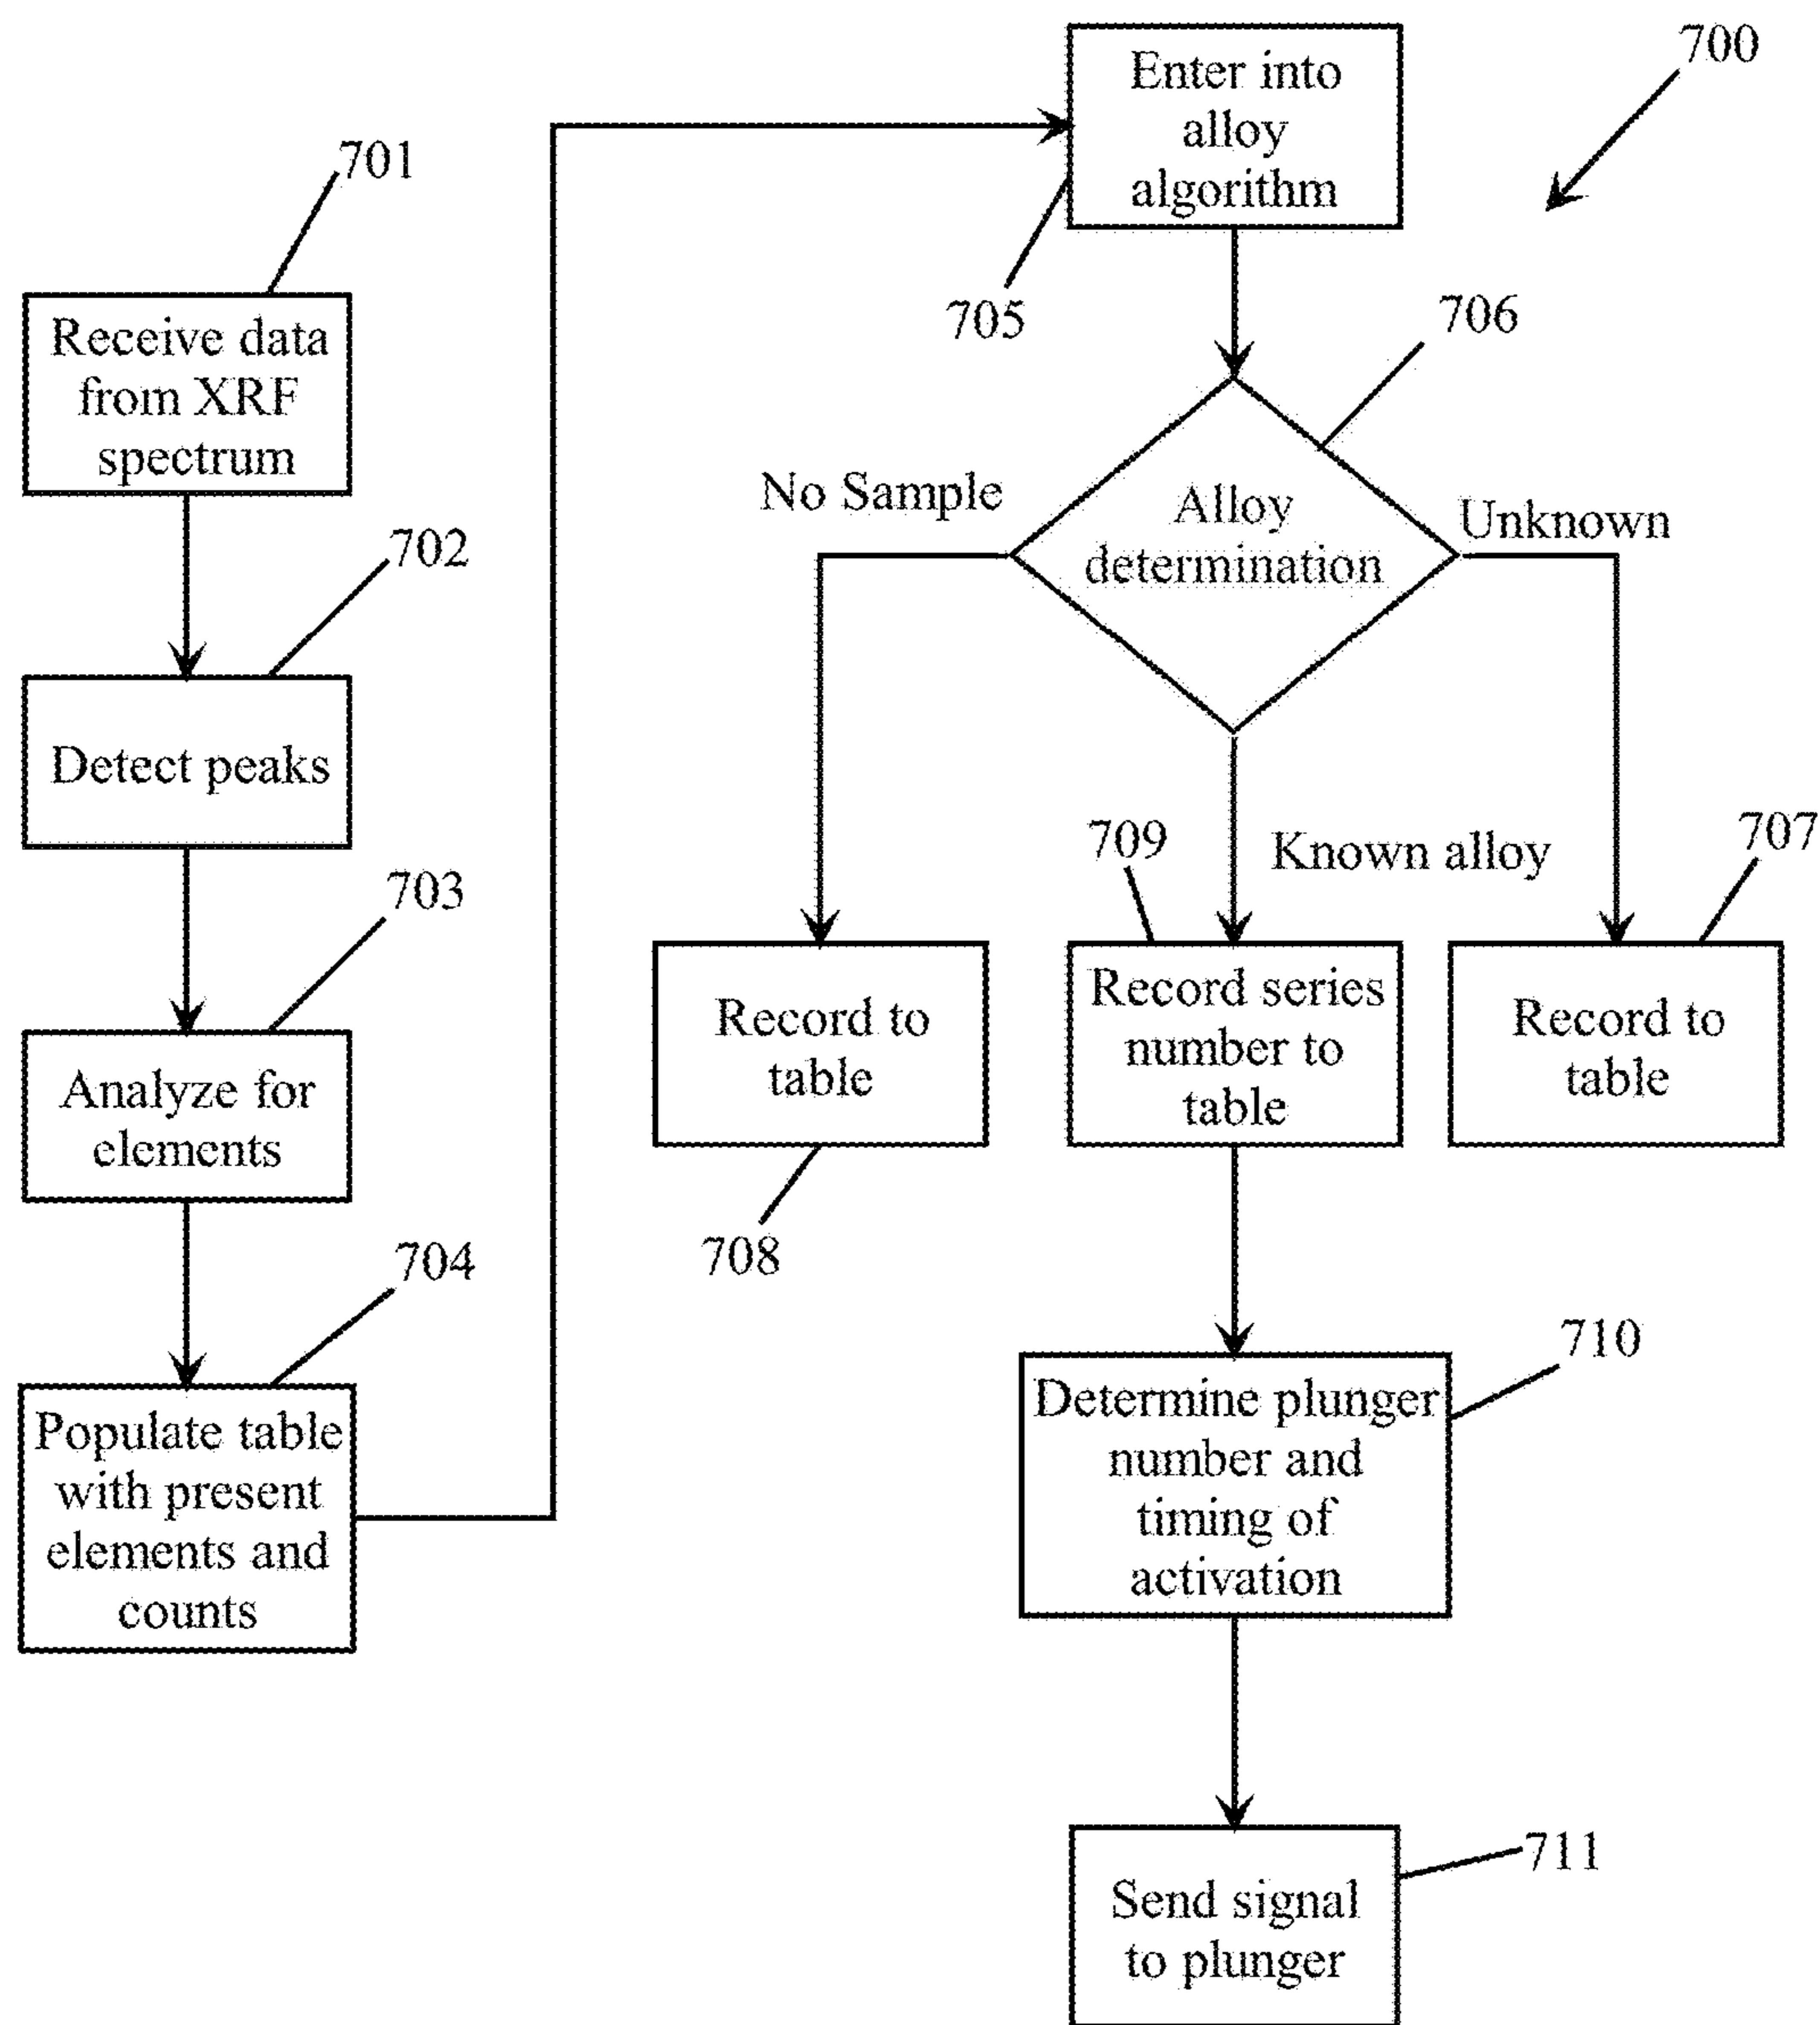 701
Receive data
from XRF
spectrum
702
Detect peaks
703
Analyze for
elements
704
Populate table
with present
elements and
counts
700
Enter into
alloy
algorithm
705
706
Alloy
determination
No Sample
Unknown
Known alloy
708
Record to
table
709
Record series
number to
table
707
Record to
table
710
Determine plunger
number and
timing of
activation
711
Send signal
to plunger